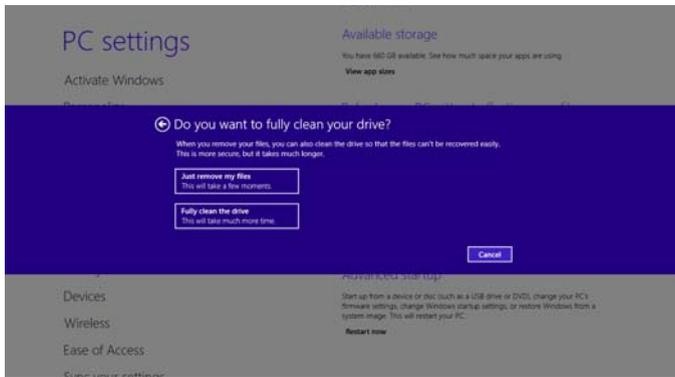 PC settings
Activate Windows
Personalize
Available storage
You have 660 GB available. See how much space your apps are using.
View app sizes
Do you want to fully clean your drive?
When you remove your files, you can also clean the drive so that the files can't be recovered easily.
This is more secure, but it takes much longer.
Just remove my files
This will take a few moments.
Fully clean the drive
This will take much more time.
Cancel
Devices
Wireless
Ease of Access
Sync your settings
Advanced startup
Start up from a device or disc (such as a USB drive or DVD), change your PC's
firmware settings, change Windows startup settings, or restore Windows from a
system image. This will restart your PC.
Restart now